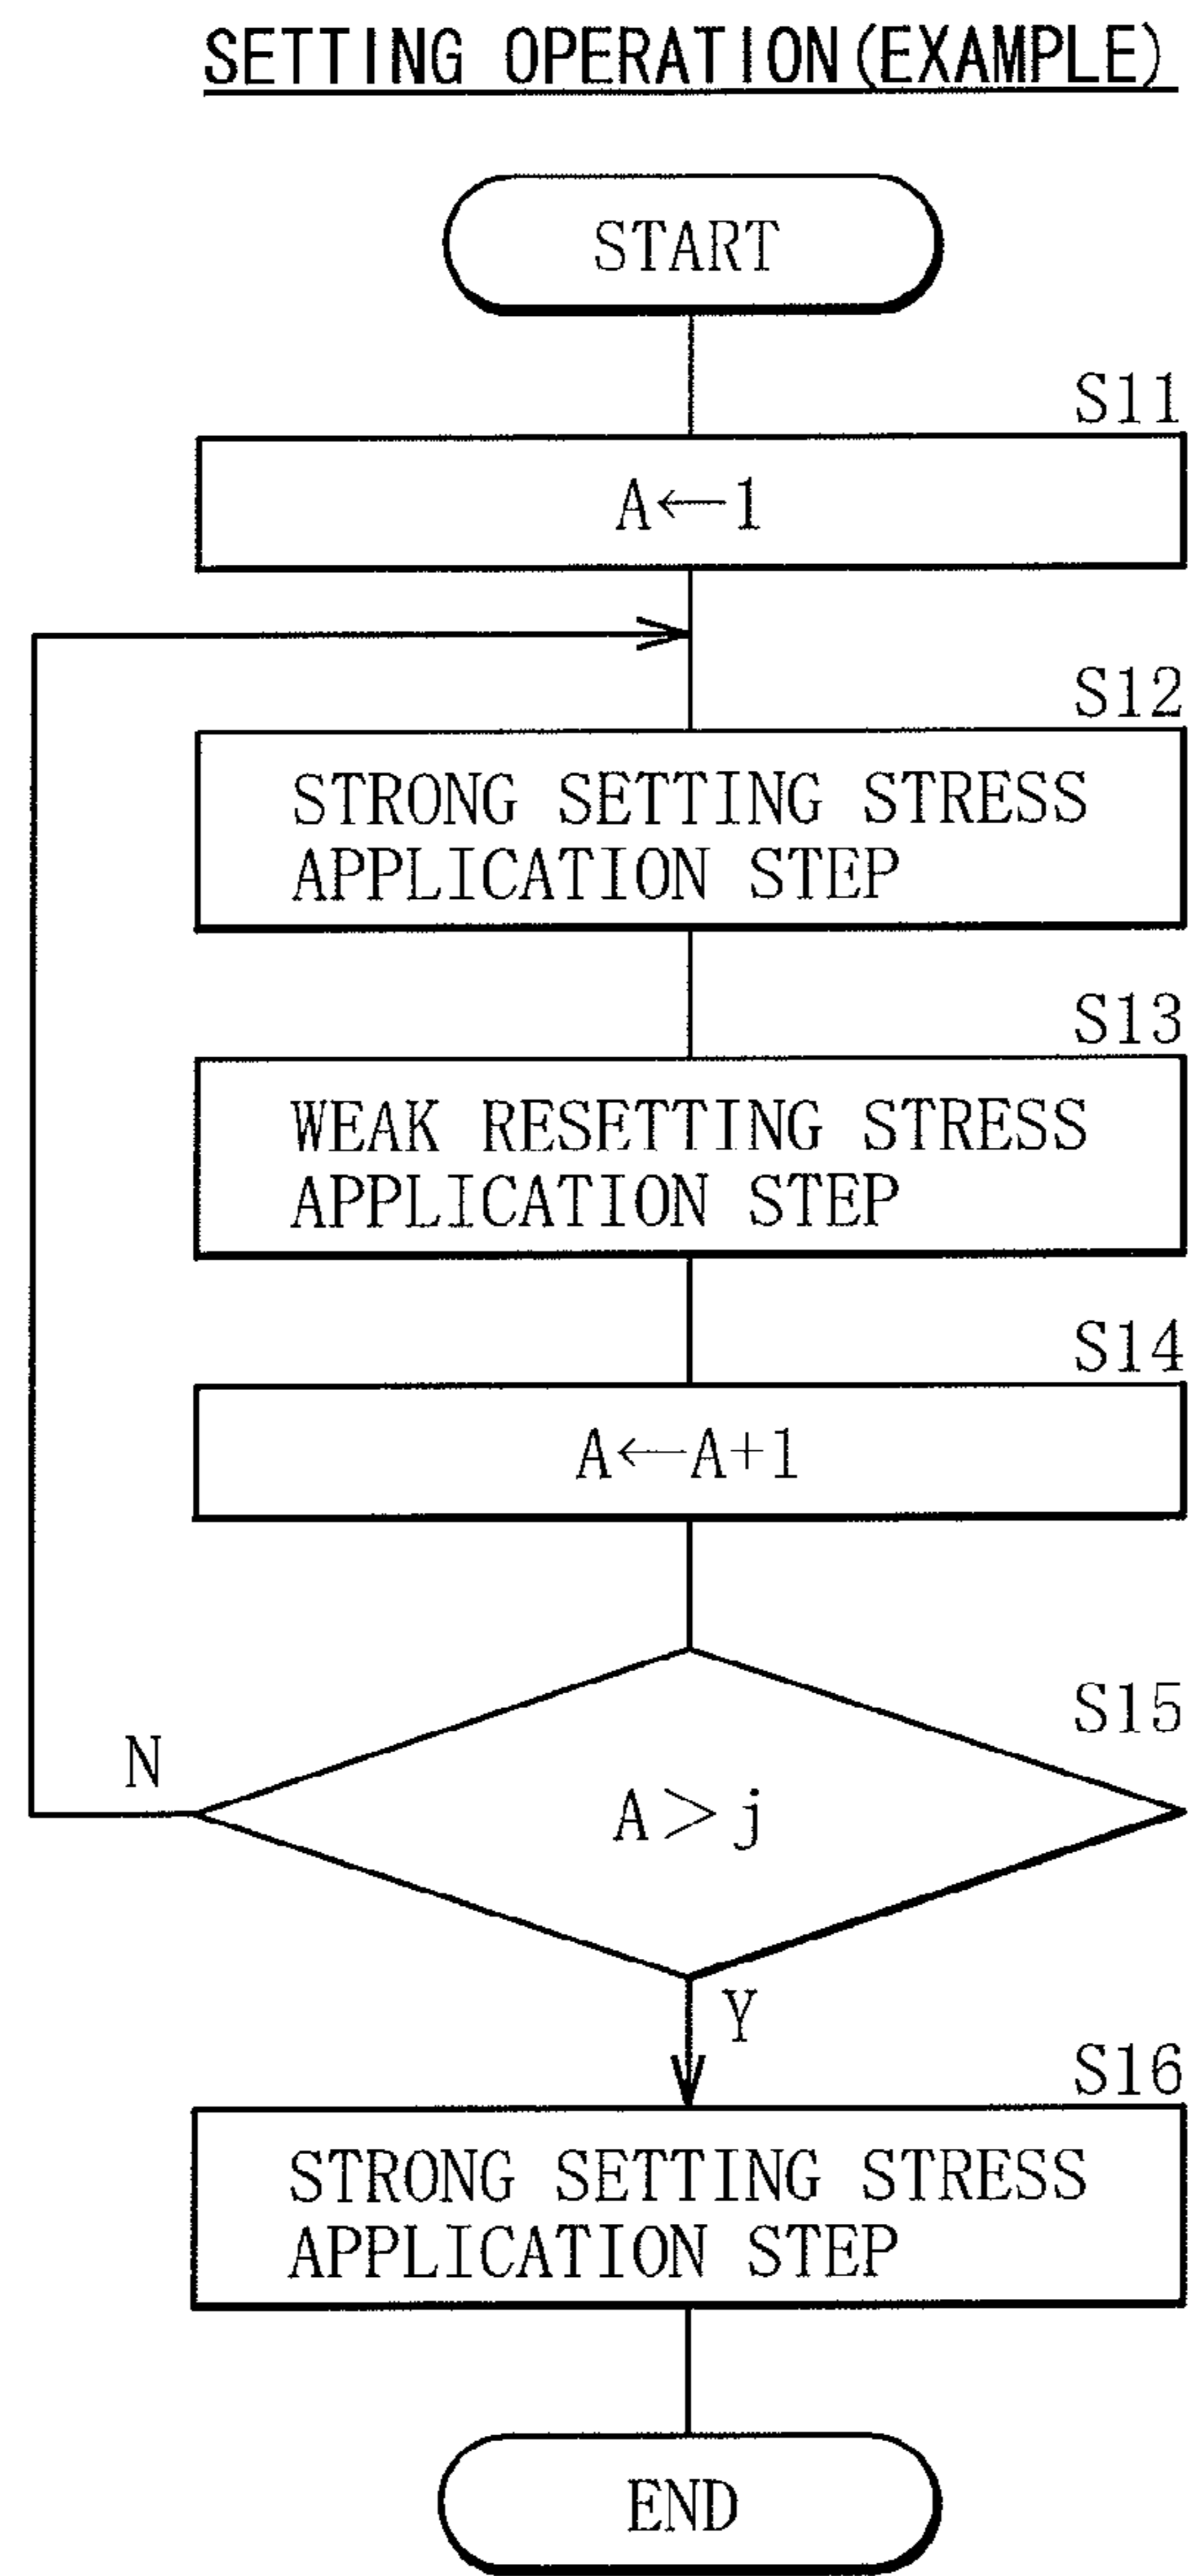 SETTING OPERATION(EXAMPLE)
START
S11
A←1
S12
STRONG SETTING STRESS
APPLICATION STEP
S13
WEAK RESETTING STRESS
APPLICATION STEP
S14
A←A+1
S15
N
A>j
Y
S16
STRONG SETTING STRESS
APPLICATION STEP
END